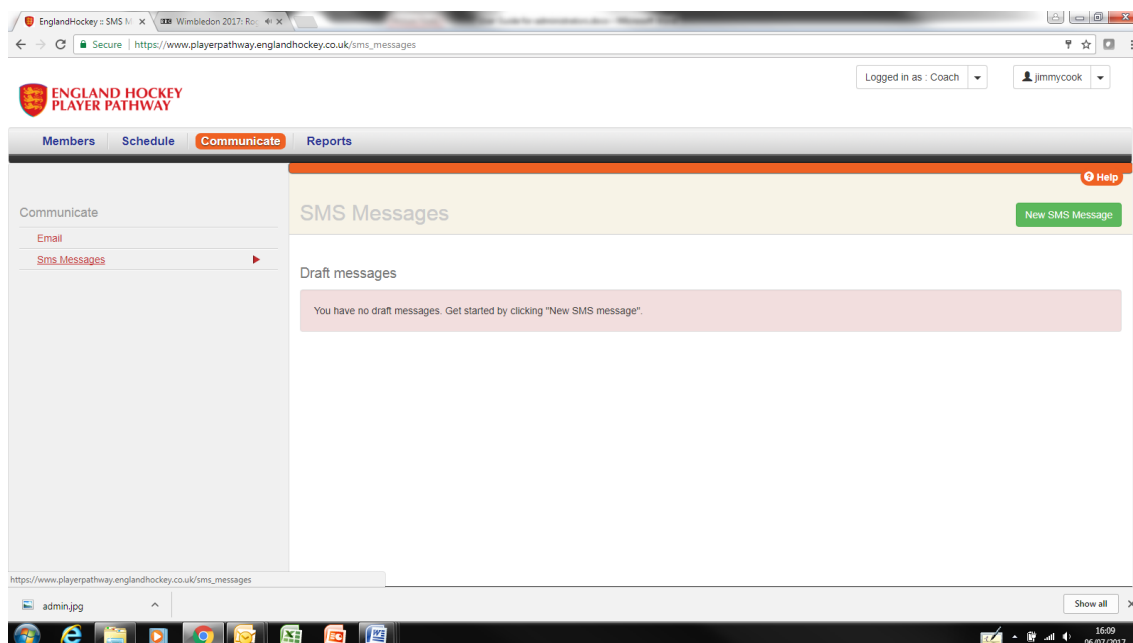 EnglandHockey :: SMS M
Wimbledon 2017: Ro
Secure | https://www.playerpathway.englandhockey.co.uk/sms_messages
Logged in as : Coach
jimmycook
ENGLAND HOCKEY
PLAYER PATHWAY
Members Schedule Communicate Reports
Help
Communicate
SMS Messages
New SMS Message
Email
Sms Messages
Draft messages
You have no draft messages. Get started by clicking "New SMS message".
https://www.playerpathway.englandhockey.co.uk/sms_messages
admin.jpg
Show all
16:09
06/07/2017